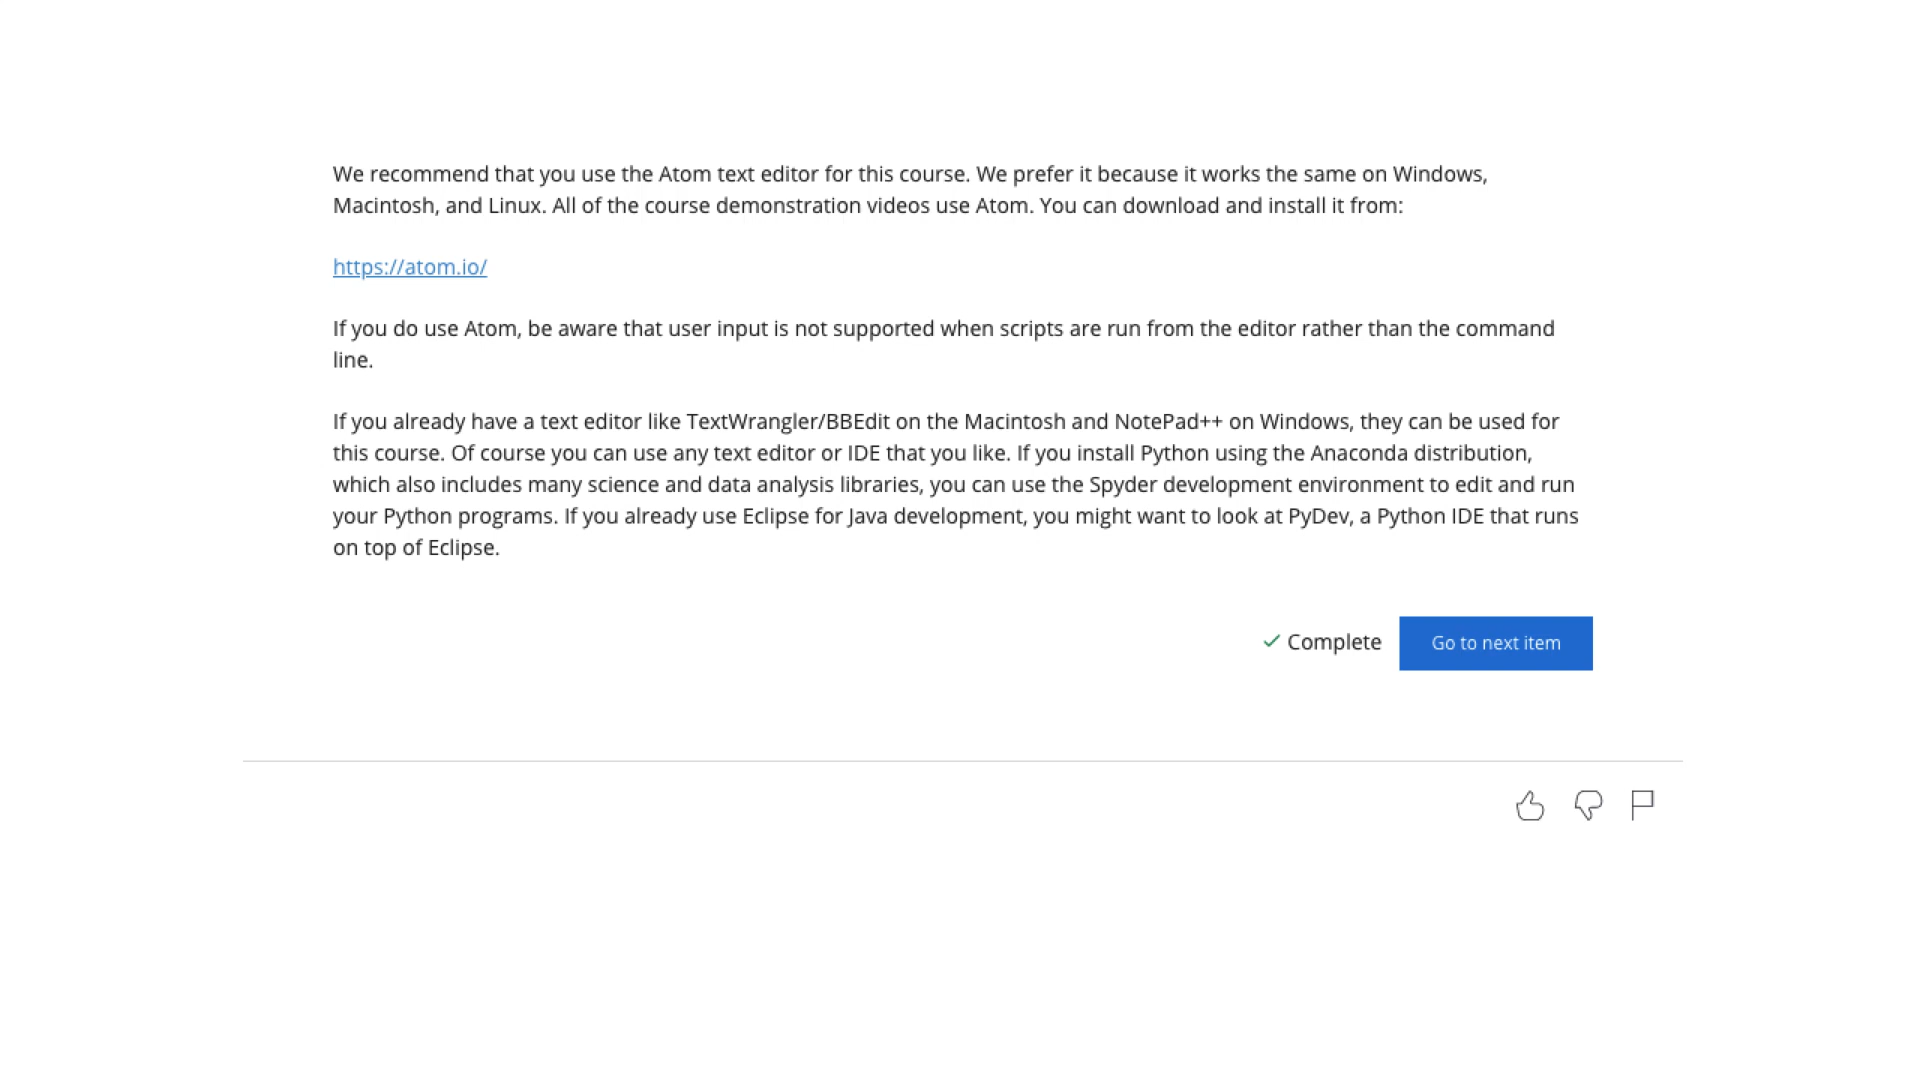 We recommend that you use the Atom text editor for this course. We prefer it because it works the same on Windows,
Macintosh, and Linux. All of the course demonstration videos use Atom. You can download and install it from:
https://atom.io/
If you do use Atom, be aware that user input is not supported when scripts are run from the editor rather than the command
line.
If you already have a text editor like TextWrangler/BBEdit on the Macintosh and NotePad++ on Windows, they can be used for
this course. Of course you can use any text editor or IDE that you like. If you install Python using the Anaconda distribution,
which also includes many science and data analysis libraries, you can use the Spyder development environment to edit and run
your Python programs. If you already use Eclipse for Java development, you might want to look at PyDev, a Python IDE that runs
on top of Eclipse.
Complete
Go to next item